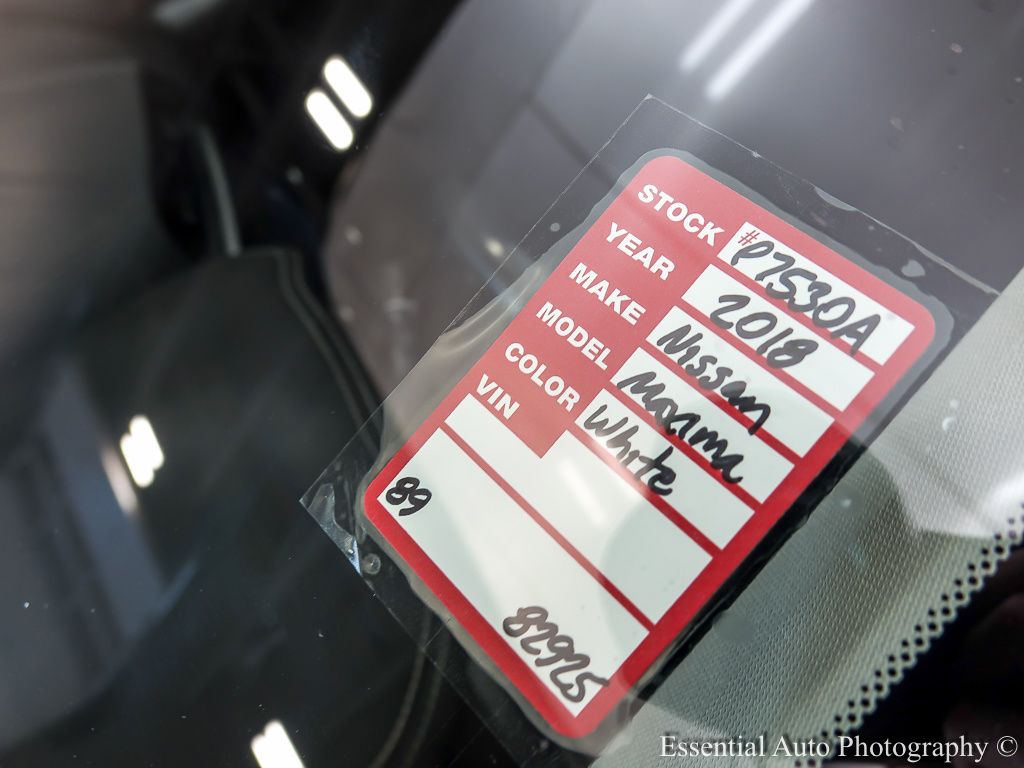 STOCK #P7530A
YEAR 2018
MAKE Nissan
MODEL Maxima
COLOR White
VIN
89
82925
Essential Auto Photography ©